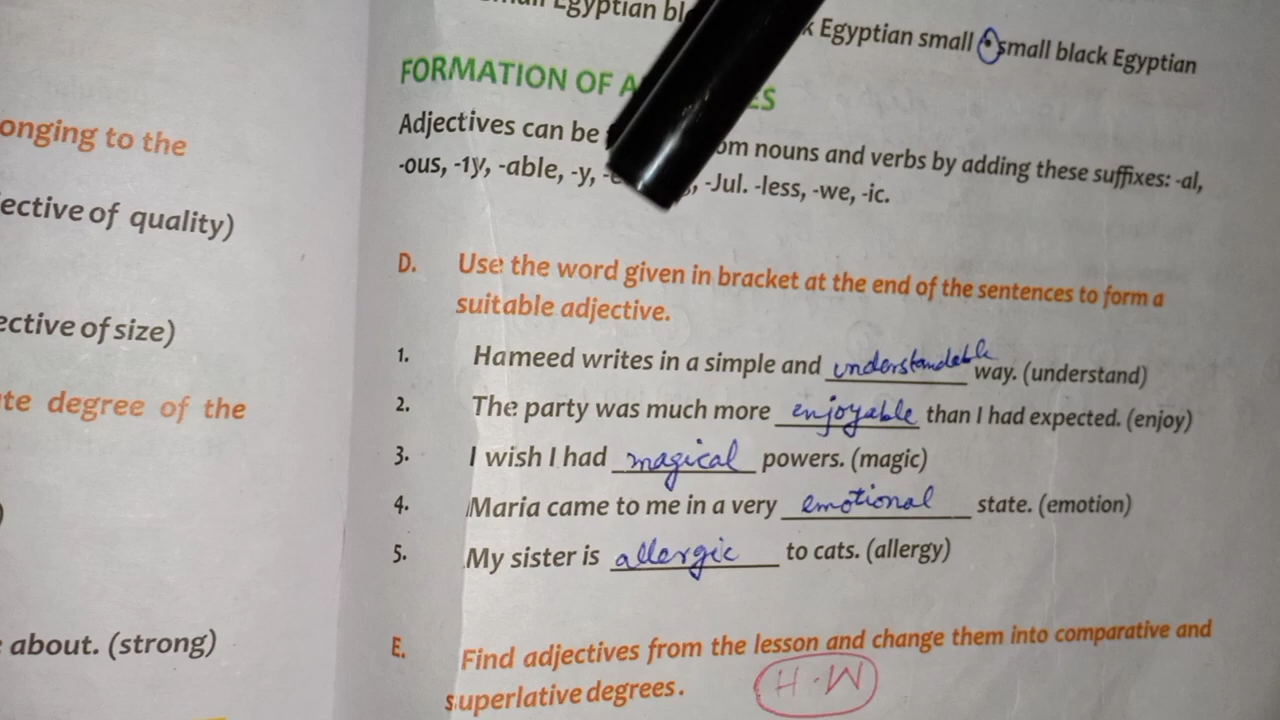 Egyptian bl
Egyptian small small black Egyptian
FORMATION OF A ES
Adjectives can be om nouns and verbs by adding these suffixes: -al,
-ous, -1y, -able, -y, -Jul. -less, -we, -ic.
onging to the
ective of quality)
ective of size)
te degree of the
)
about. (strong)
D. Use the word given in bracket at the end of the sentences to form a
suitable adjective.
1. Hameed writes in a simple and understandable way. (understand)
2. The party was much more enjoyable than I had expected. (enjoy)
3. I wish I had magical powers. (magic)
4. Maria came to me in a very emotional state. (emotion)
5. My sister is allergic to cats. (allergy)
E. Find adjectives from the lesson and change them into comparative and
superlative degrees. H.W